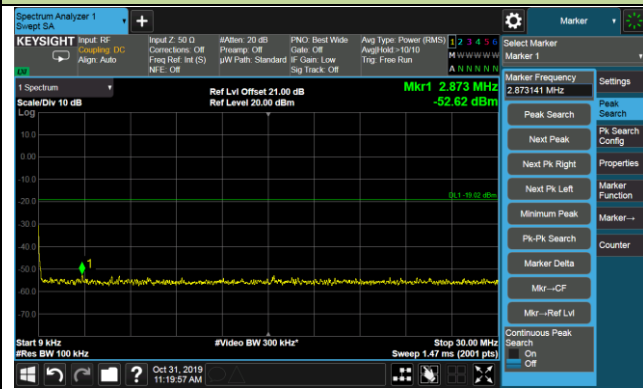 Spectrum Analyzer 1
Swept SA
Marker
KEYSIGHT
Input: RF
Coupling: DC
Align: Auto
Input Z: 50 Ω
Corrections: Off
Freq Ref: Int (S)
NFE: Off
#Atten: 20 dB
Preamp: Off
µW Path: Standard
PNO: Best Wide
Gate: Off
IF Gain: Low
Sig Track: Off
Avg Type: Power (RMS)
Avg|Hold:>10/10
Trig: Free Run
1 2 3 4 5 6
M W W W W W
A N N N N N
Select Marker
Marker 1
LW
1 Spectrum
Scale/Div 10 dB
Log
Ref Lvl Offset 21.00 dB
Ref Level 20.00 dBm
Mkr1 2.873 MHz
-52.62 dBm
10.0
0.00
-10.0
-20.0
-30.0
-40.0
-50.0
-60.0
-70.0
DL1 -19.02 dBm
1
Start 9 kHz
#Res BW 100 kHz
#Video BW 300 kHz*
Stop 30.00 MHz
Sweep 1.47 ms (2001 pts)
Marker Frequency
2.873141 MHz
Peak Search
Next Peak
Next Pk Right
Next Pk Left
Minimum Peak
Pk-Pk Search
Marker Delta
Mkr→CF
Mkr→Ref Lvl
Continuous Peak
Search
On
Off
Settings
Peak
Search
Pk Search
Config
Properties
Marker
Function
Marker→
Counter
?
Oct 31, 2019
11:19:57 AM